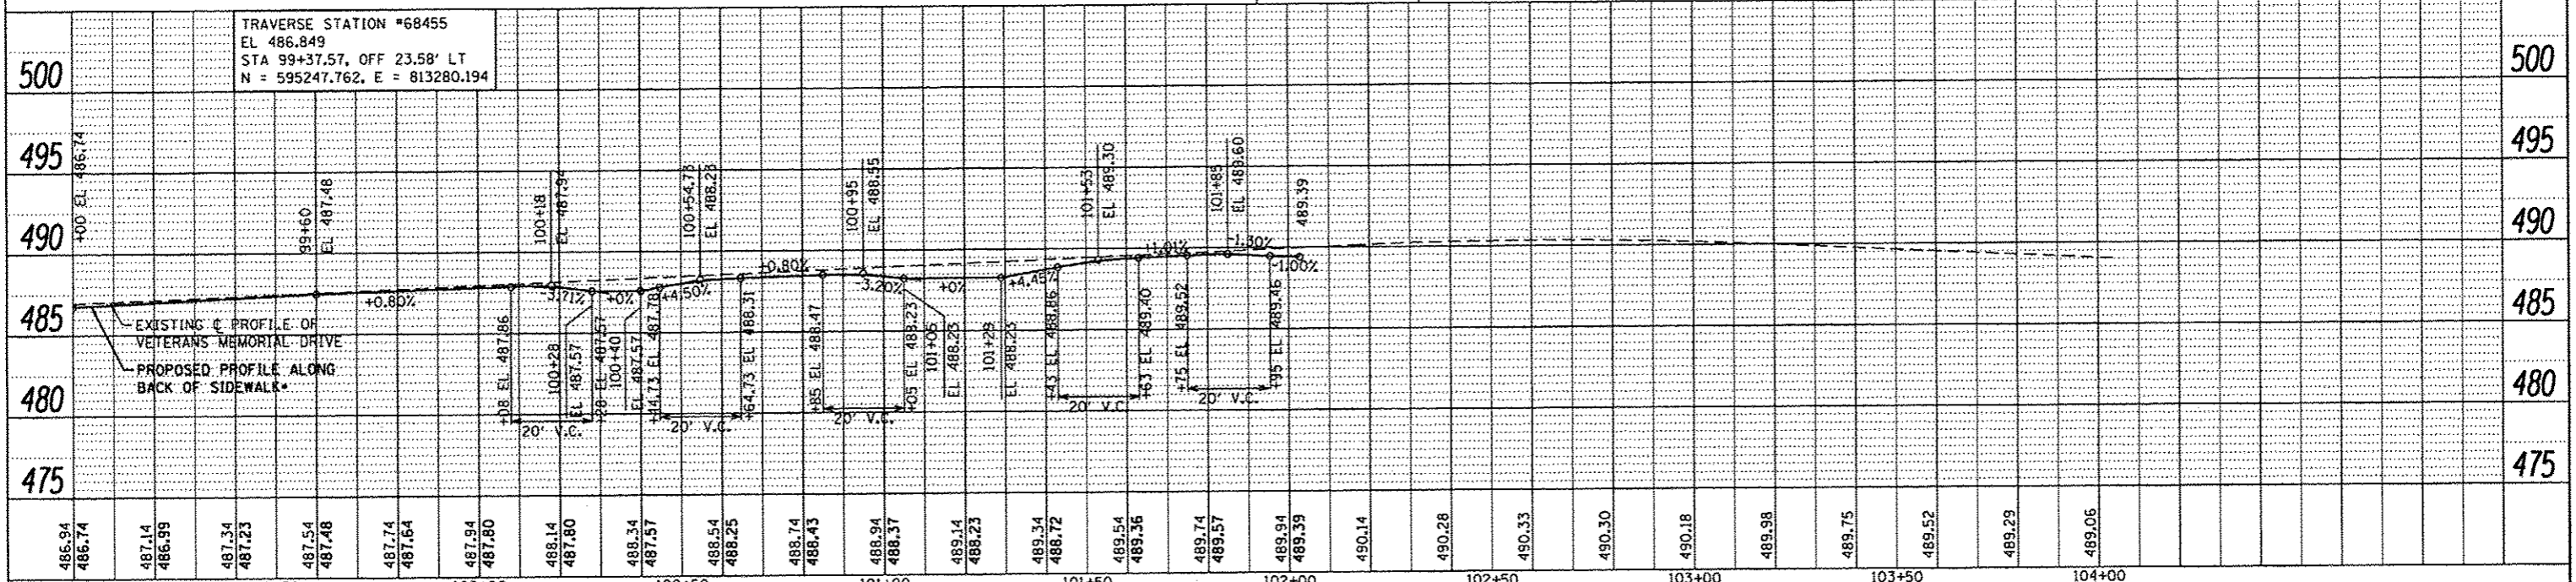 TRAVERSE STATION #68455
EL 486.849
STA 99+37.57, OFF 23.58' LT
N = 595247.762, E = 813280.194
500
500
495
495
490
490
485
485
480
480
475
475
+00 EL 486.74
99+60
EL 487.48
100+18
EL 487.94
100+54.73
EL 488.23
100+95
EL 488.55
101+53
EL 489.30
101+85
EL 489.60
489.39
+0.80%
-3.71%
+0%
+4.50%
+0.80%
-3.20%
+0%
+4.45%
+1.01%
-1.30%
-1.00%
EXISTING ℄ PROFILE OF
VETERANS MEMORIAL DRIVE
PROPOSED PROFILE ALONG
BACK OF SIDEWALK*
+08 EL 487.86
100+28
EL 487.57
+28 EL 487.57
100+40
EL 487.57
+44.73 EL 487.78
+64.73 EL 488.31
+85 EL 488.47
+05 EL 488.23
101+05
EL 488.23
101+29
EL 488.23
+43 EL 488.86
+63 EL 489.40
+75 EL 489.52
+95 EL 489.46
20' V.C.
20' V.C.
20' V.C.
20' V.C.
20' V.C.
486.94
486.74
487.14
486.99
487.34
487.23
487.54
487.48
487.74
487.64
487.94
487.80
488.14
487.80
488.34
487.57
488.54
488.25
488.74
488.43
488.94
488.37
489.14
488.23
489.34
488.72
489.54
489.36
489.74
489.57
489.94
489.39
490.14
490.28
490.33
490.30
490.18
489.98
489.75
489.52
489.29
489.06
101+00
101+50
102+00
102+50
103+00
103+50
104+00